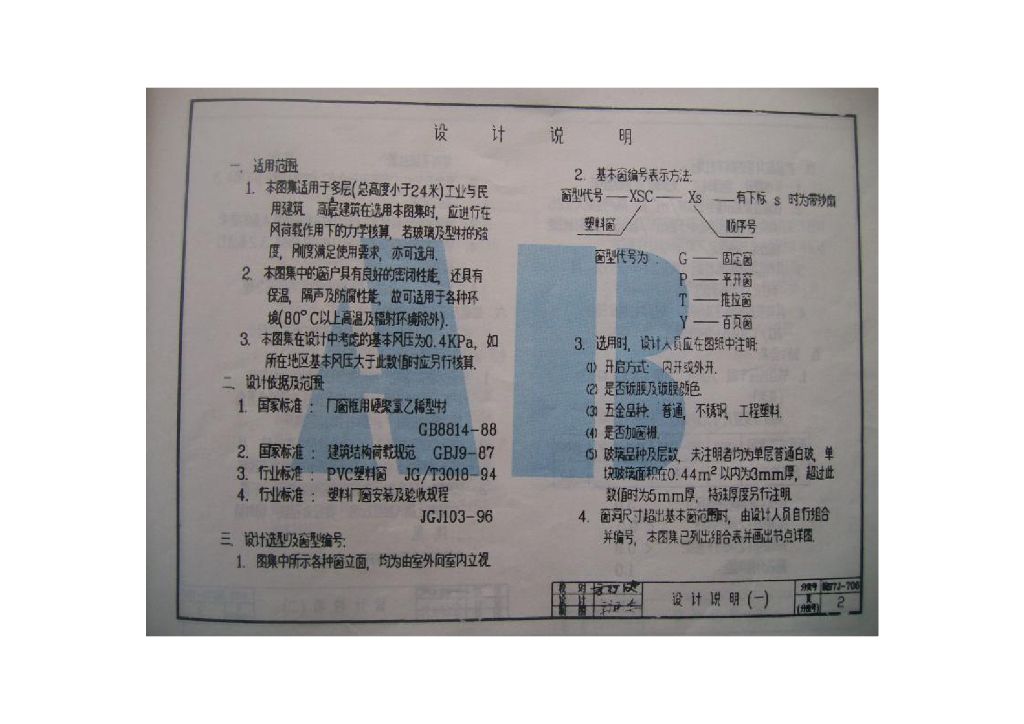 设 计 说 明
一. 适用范围
1. 本图集适用于多层(总高度小于24米)工业与民
用建筑. 高层建筑在选用本图集时, 应进行在
风荷载作用下的力学核算, 若玻璃及型材的强
度, 刚度满足使用要求, 亦可选用.
2. 本图集中的窗户具有良好的密闭性能, 还具有
保温, 隔声及防腐性能, 故可适用于各种环
境(80°C以上高温及辐射环境除外).
3. 本图集在设计中考虑的基本风压为0.4KPa, 如
所在地区基本风压大于此数值时应另行核算.
二. 设计依据及范围
1. 国家标准 : 门窗框用硬聚氯乙稀型材
GB8814-88
2. 国家标准 : 建筑结构荷载规范 GBJ9-87
3. 行业标准 : PVC塑料窗 JG/T3018-94
4. 行业标准 : 塑料门窗安装及验收规程
JGJ103-96
三. 设计选型及窗型编号:
1. 图集中所示各种窗立面, 均为由室外向室内立视
2. 基本窗编号表示方法:
窗型代号 — XSC — Xs — 有下标 s 时为带纱扇
塑料窗 顺序号
窗型代号为 : G — 固定窗
P — 平开窗
T — 推拉窗
Y — 百页窗
3. 选用时, 设计人员应在图纸中注明:
(1) 开启方式: 内开或外开.
(2) 是否镀膜及镀膜颜色.
(3) 五金品种: 普通, 不锈钢, 工程塑料.
(4) 是否加窗栅.
(5) 玻璃品种及层数, 未注明者均为单层普通白玻, 单
块玻璃面积在0.44m² 以内为3mm厚, 超过此
数值时为5mm厚, 特殊厚度另行注明.
4. 窗洞尺寸超出基本窗范围时, 由设计人员自行组合
并编号, 本图集已列出组合表并画出节点详图.
校 对
设 计
制 图
设 计 说 明 (一)
分类号
72J-706
页
(分类号)
2
AB